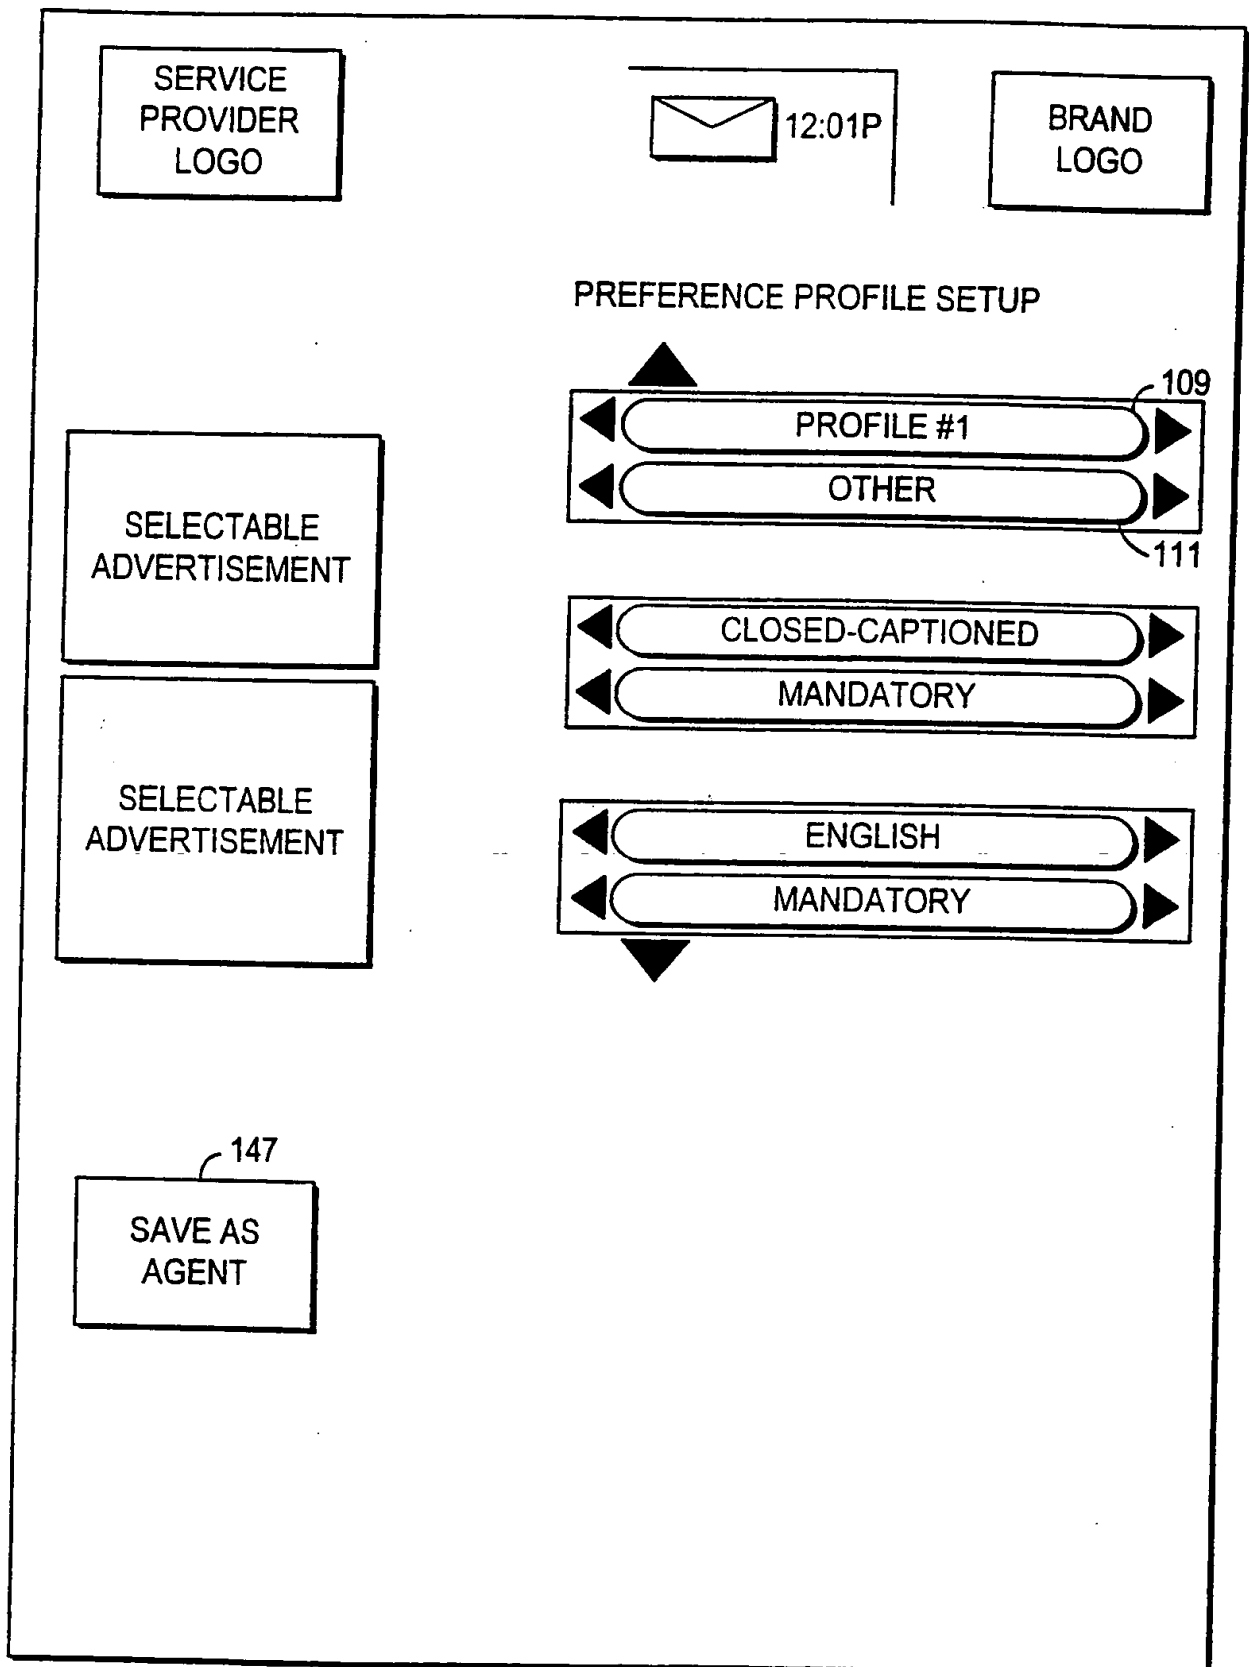 SERVICE
PROVIDER
LOGO
12:01P
BRAND
LOGO
PREFERENCE PROFILE SETUP
109
PROFILE #1
OTHER
111
SELECTABLE
ADVERTISEMENT
CLOSED-CAPTIONED
MANDATORY
SELECTABLE
ADVERTISEMENT
ENGLISH
MANDATORY
147
SAVE AS
AGENT